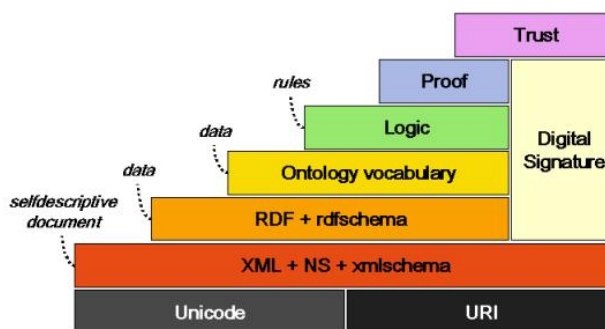 Trust
Proof
rules
Logic
Digital
Signature
data
Ontology vocabulary
data
RDF + rdfschema
selfdescriptive
document
XML + NS + xmlschema
Unicode
URI